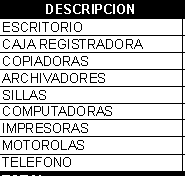 DESCRIPCION
ESCRITORIO
CAJA REGISTRADORA
COPIADORAS
ARCHIVADORES
SILLAS
COMPUTADORAS
IMPRESORAS
MOTOROLAS
TELEFONO